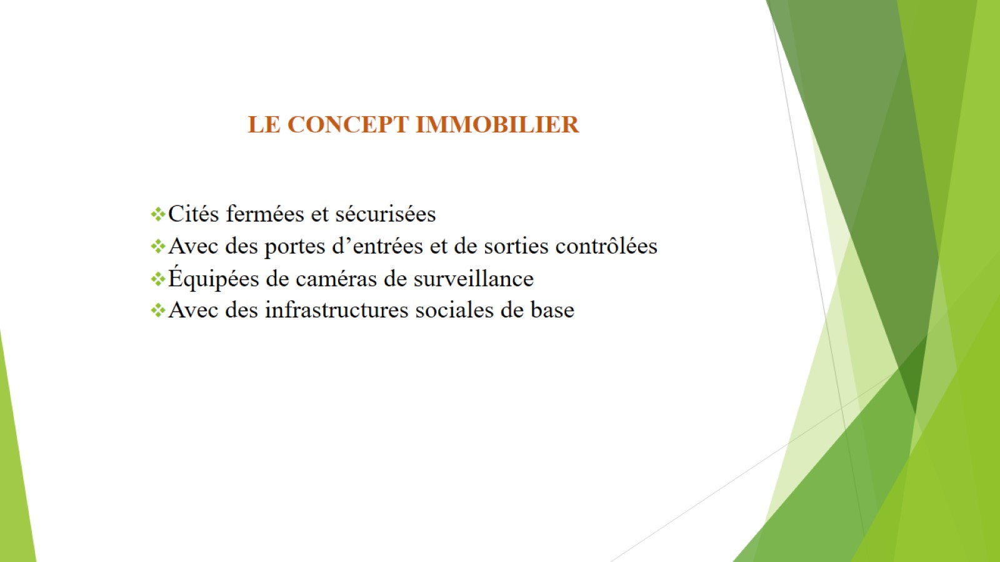 LE CONCEPT IMMOBILIER
Cités fermées et sécurisées
Avec des portes d’entrées et de sorties contrôlées
Équipées de caméras de surveillance
Avec des infrastructures sociales de base